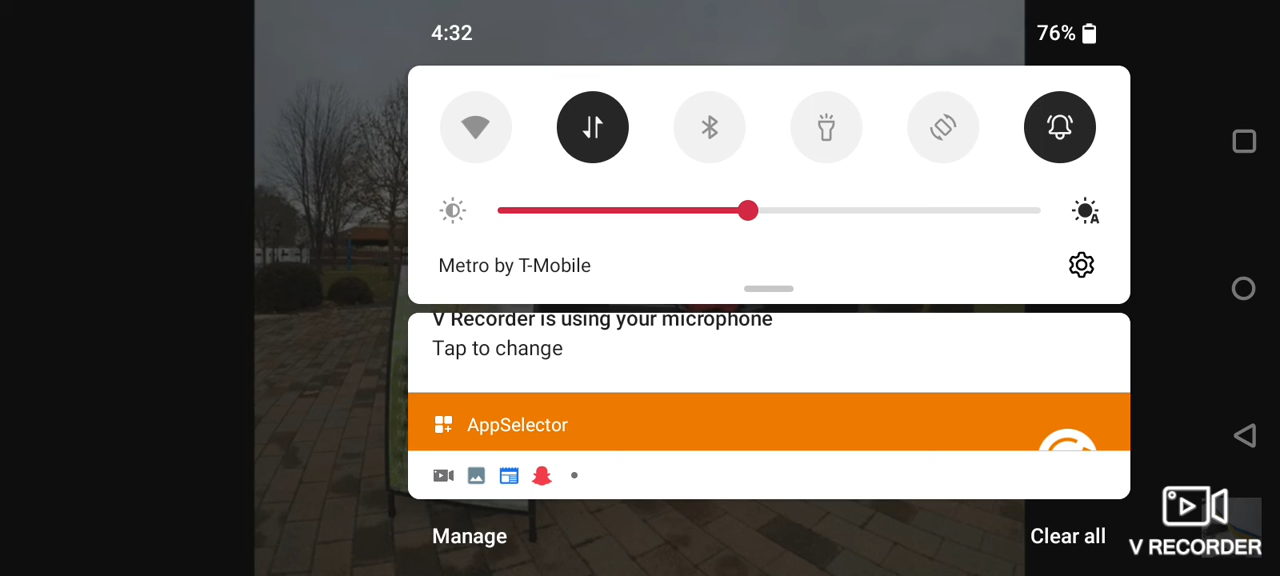 4:32
76%
A
Metro by T-Mobile
V Recorder is using your microphone
Tap to change
AppSelector
Manage
Clear all
V RECORDER